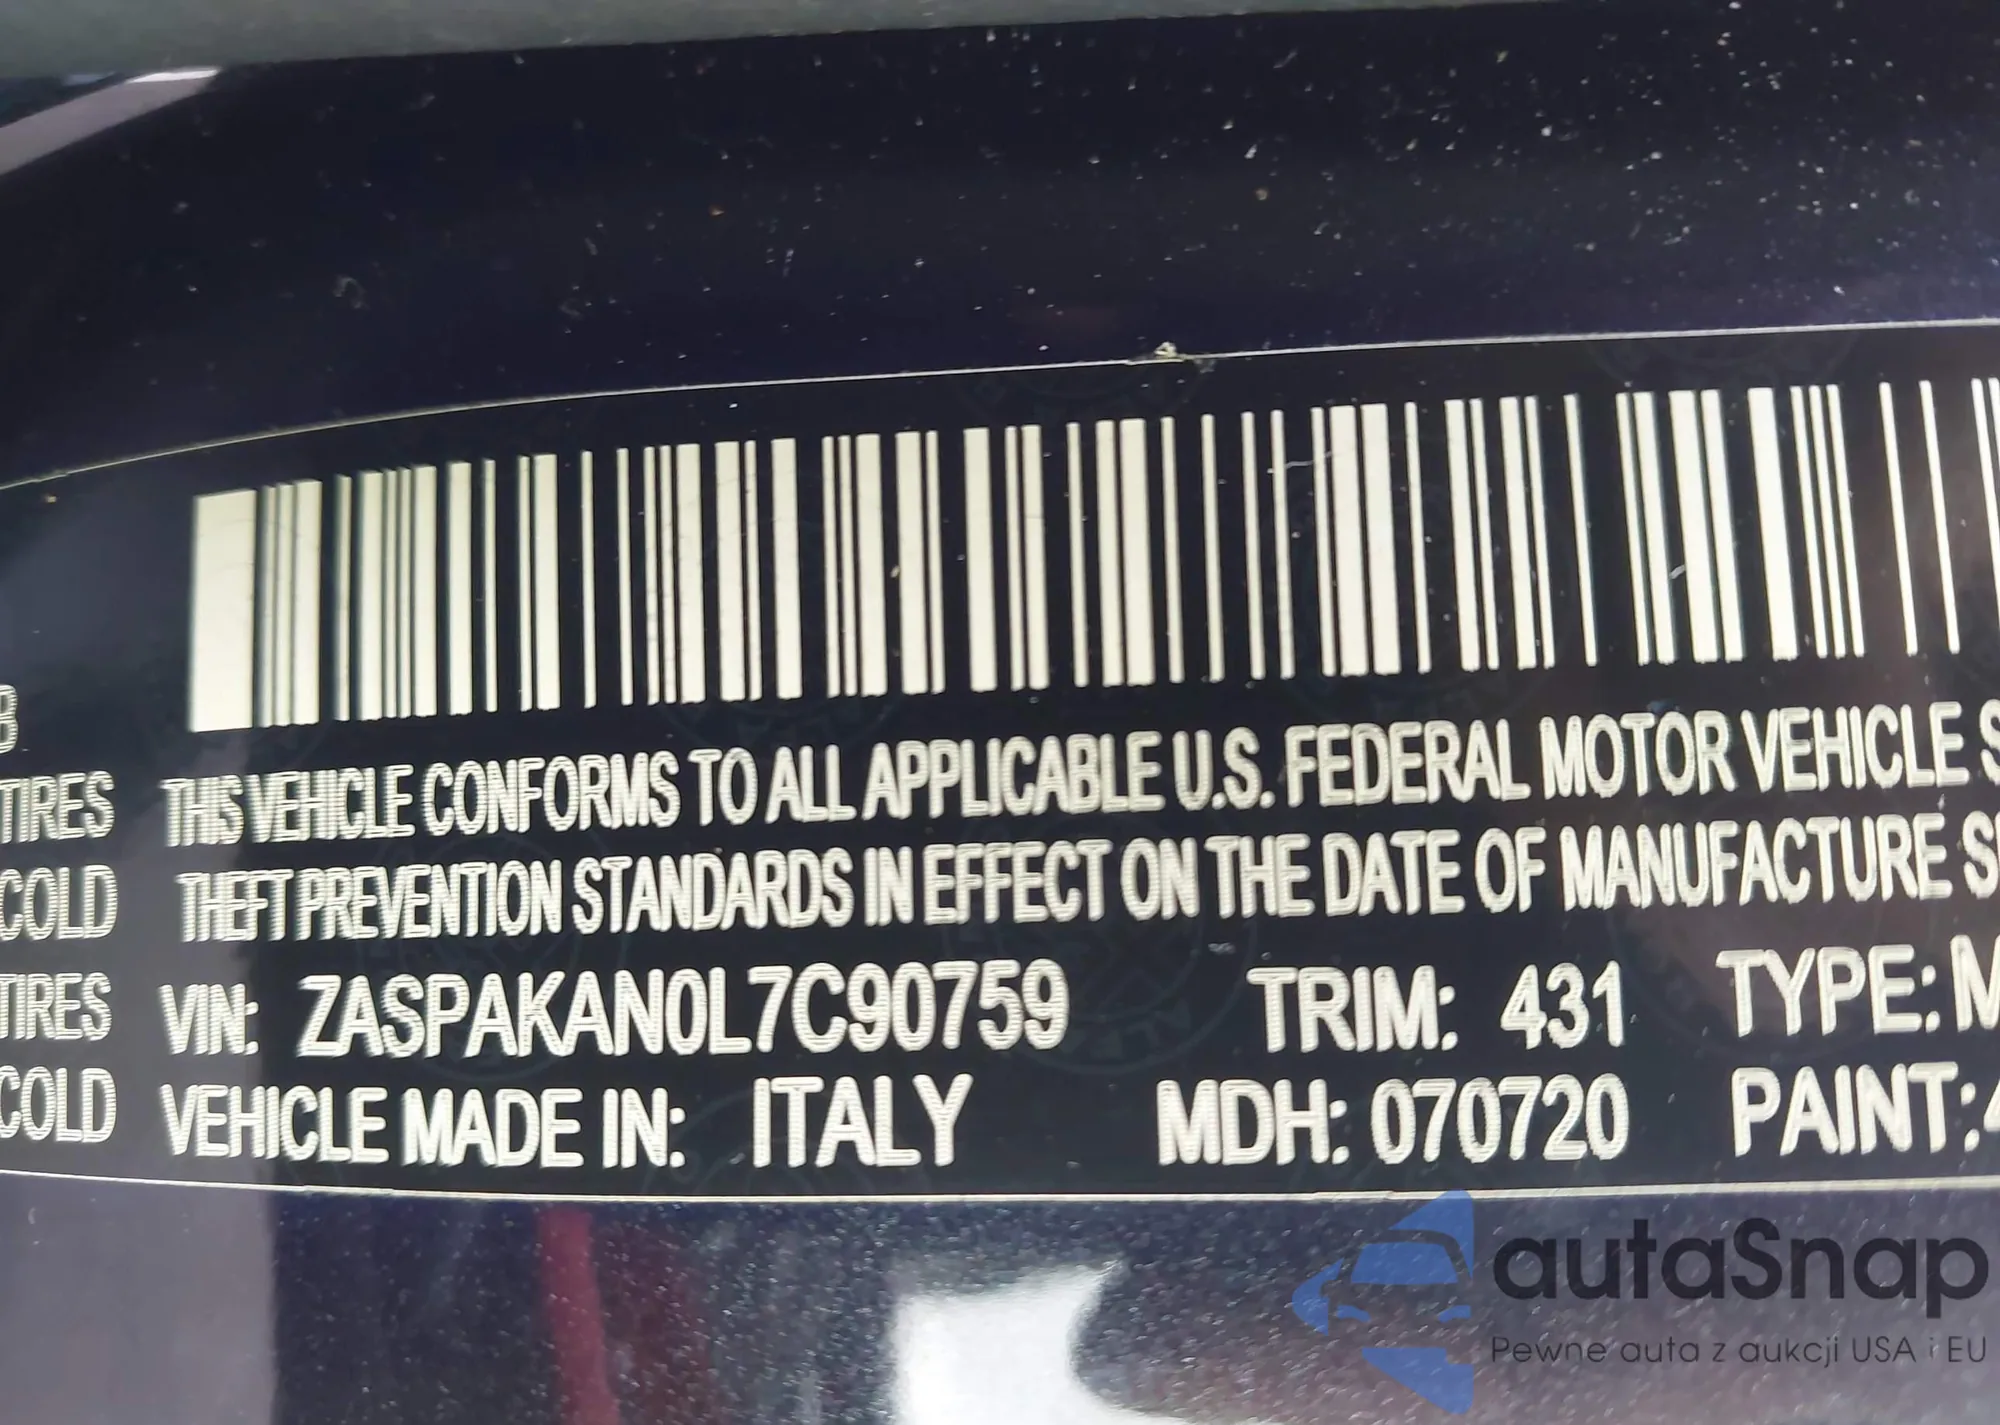 B
TIRES
COLD
TIRES
COLD
THIS VEHICLE CONFORMS TO ALL APPLICABLE U.S. FEDERAL MOTOR VEHICLE S
THEFT PREVENTION STANDARDS IN EFFECT ON THE DATE OF MANUFACTURE S
VIN: ZASPAKAN0L7C90759 TRIM: 431 TYPE: M
VEHICLE MADE IN: ITALY MDH: 070720 PAINT: 4
autaSnap
Pewne auta z aukcji USA i EU